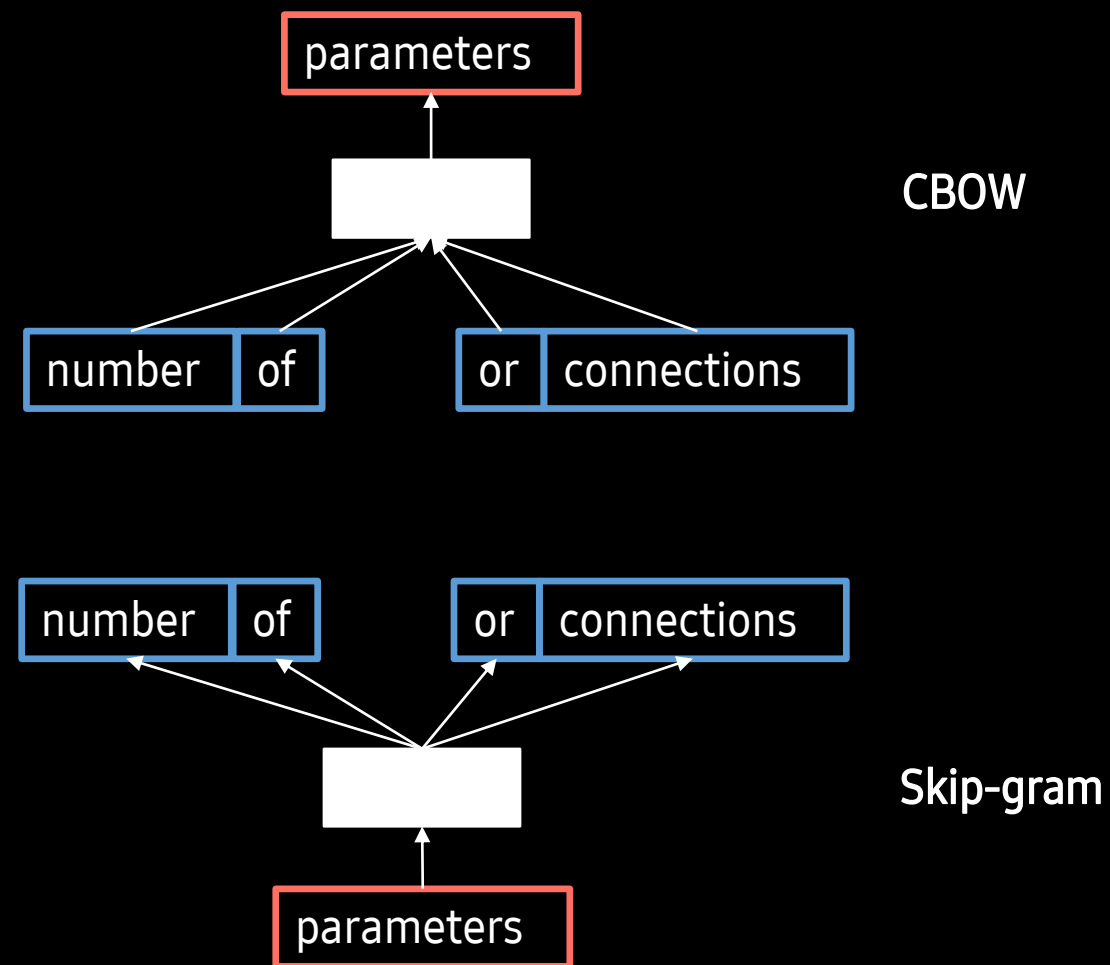 parameters
CBOW
number of or connections
number of or connections
Skip-gram
parameters